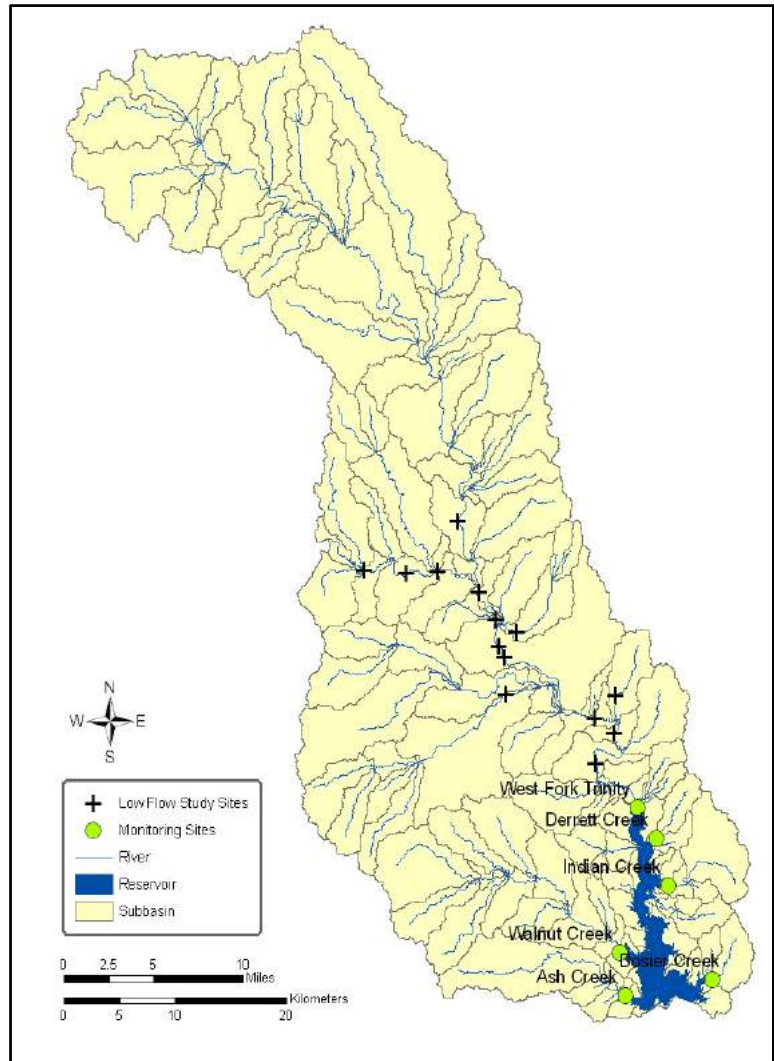 N
W E
S
Low Flow Study Sites
Monitoring Sites
River
Reservoir
Subbasin
0 2.5 5 10
Miles
Kilometers
0 5 10 20
West Fork Trinity
Derrett Creek
Indian Creek
Walnut Creek
Dosier Creek
Ash Creek